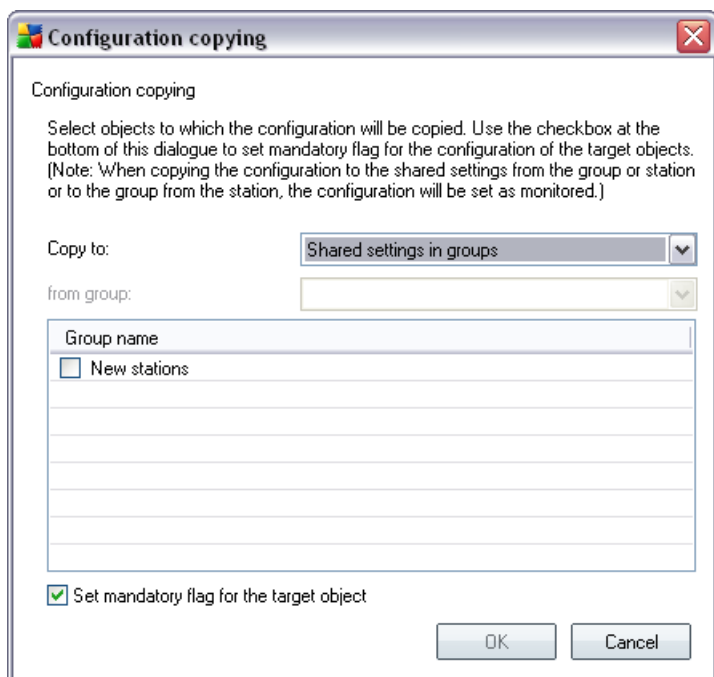 Configuration copying
Configuration copying
Select objects to which the configuration will be copied. Use the checkbox at the
bottom of this dialogue to set mandatory flag for the configuration of the target objects.
(Note: When copying the configuration to the shared settings from the group or station
or to the group from the station, the configuration will be set as monitored.)
Copy to:
Shared settings in groups
from group:
Group name
New stations
Set mandatory flag for the target object
OK
Cancel